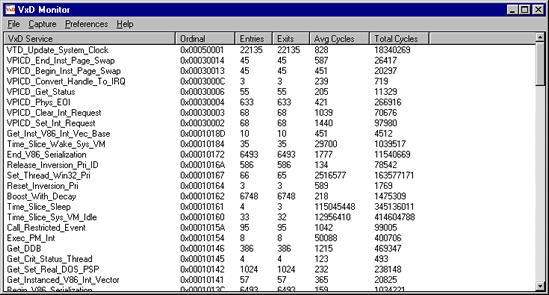 VxD VxD Monitor
File Capture Preferences Help
VxD Service Ordinal Entries Exits Avg Cycles Total Cycles
VTD_Update_System_Clock 0x00050001 22135 22135 828 18340269
VPICD_End_Inst_Page_Swap 0x00030014 45 45 587 26417
VPICD_Begin_Inst_Page_Swap 0x00030013 45 45 451 20297
VPICD_Convert_Handle_To_IRQ 0x0003000C 3 3 239 719
VPICD_Get_Status 0x00030006 55 55 205 11329
VPICD_Phys_EOI 0x00030004 633 633 421 266916
VPICD_Clear_Int_Request 0x00030003 68 68 1039 70676
VPICD_Set_Int_Request 0x00030002 68 68 1440 97980
Get_Inst_V86_Int_Vec_Base 0x0001018D 10 10 451 4512
Time_Slice_Wake_Sys_VM 0x00010184 35 35 29700 1039517
End_V86_Serialization 0x00010172 6493 6493 1777 11540669
Release_Inversion_Pri_ID 0x0001016A 586 586 134 78542
Set_Thread_Win32_Pri 0x00010167 66 65 2516577 163577171
Reset_Inversion_Pri 0x00010164 3 3 589 1769
Boost_With_Decay 0x00010162 6748 6748 218 1475309
Time_Slice_Sleep 0x00010161 4 3 115045448 345136011
Time_Slice_Sys_VM_Idle 0x00010160 33 32 12956410 414604788
Call_Restricted_Event 0x0001015A 95 95 1042 99005
Exec_PM_Int 0x00010154 8 8 50088 400706
Get_DDB 0x00010146 386 386 1215 469347
Get_Crit_Status_Thread 0x00010145 4 4 123 493
Get_Set_Real_DOS_PSP 0x00010142 1024 1024 232 238148
Get_Instanced_V86_Int_Vector 0x00010141 57 57 365 20825
Begin_V86_Serialization 0x0001013C 6493 6493 159 1034221